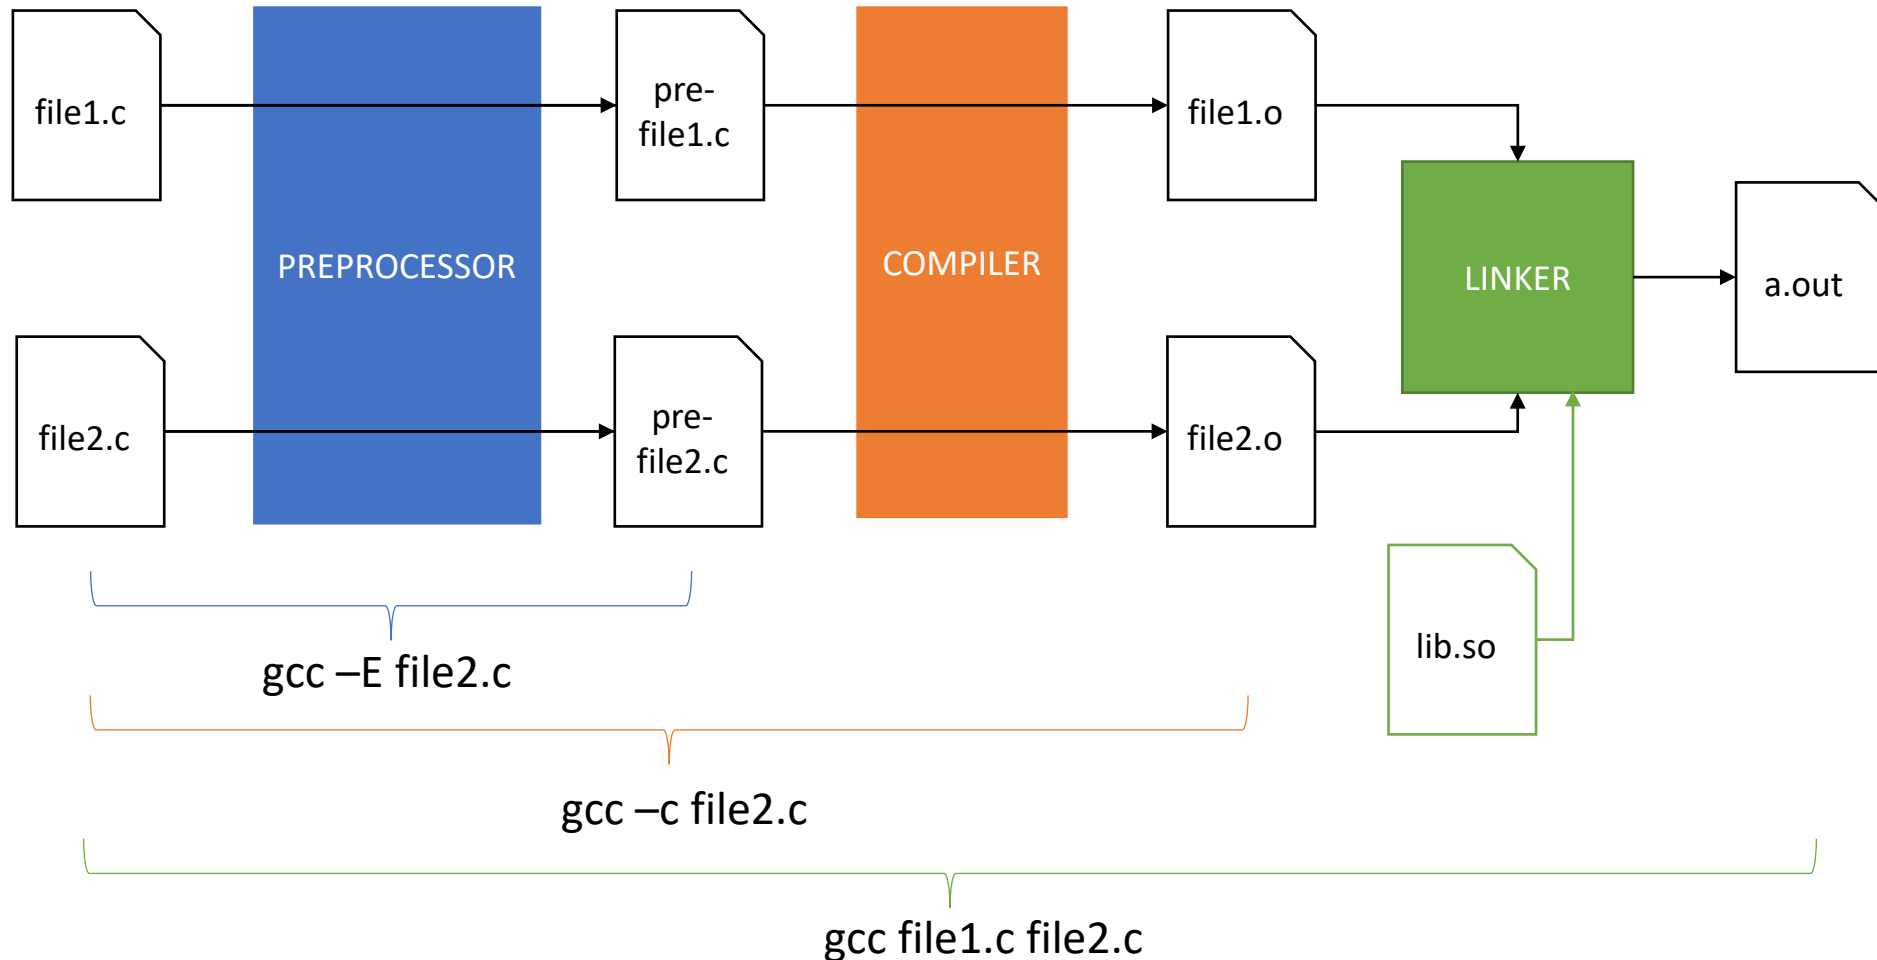 file1.c
PREPROCESSOR
pre-
file1.c
COMPILER
file1.o
LINKER
a.out
file2.c
pre-
file2.c
file2.o
lib.so
gcc –E file2.c
gcc –c file2.c
gcc file1.c file2.c